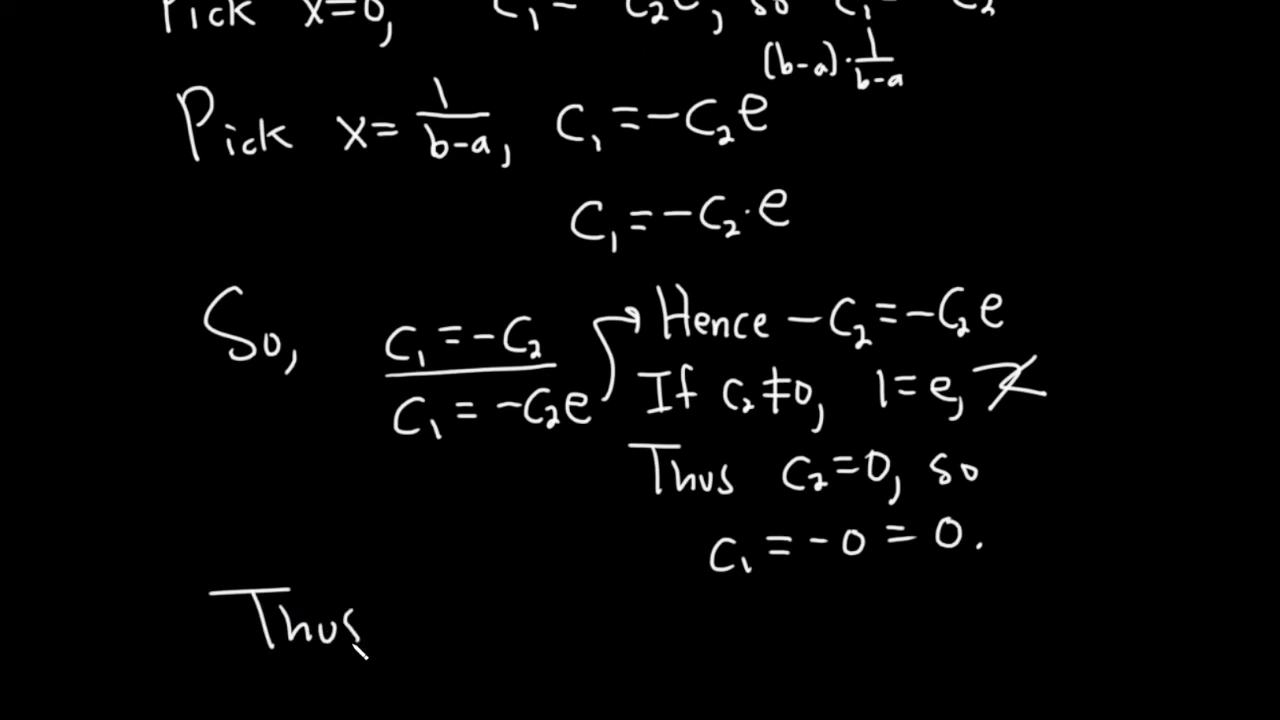 Pick x=0, C₁= C₂e, so C₁ C₂
Pick x= 1/(b-a), C₁=-C₂e^((b-a)·1/(b-a))
C₁=-C₂·e
So, C₁=-C₂
C₁=-C₂e
Hence -C₂=-C₂e
If C₂≠0, 1=e,
Thus C₂=0, so
C₁=-0=0.
Thus